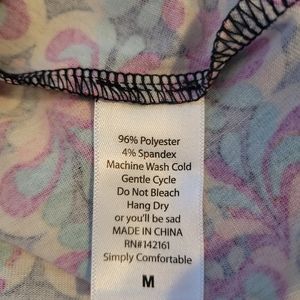 96% Polyester
4% Spandex
Machine Wash Cold
Gentle Cycle
Do Not Bleach
Hang Dry
or you'll be sad
MADE IN CHINA
RN#142161
Simply Comfortable
M